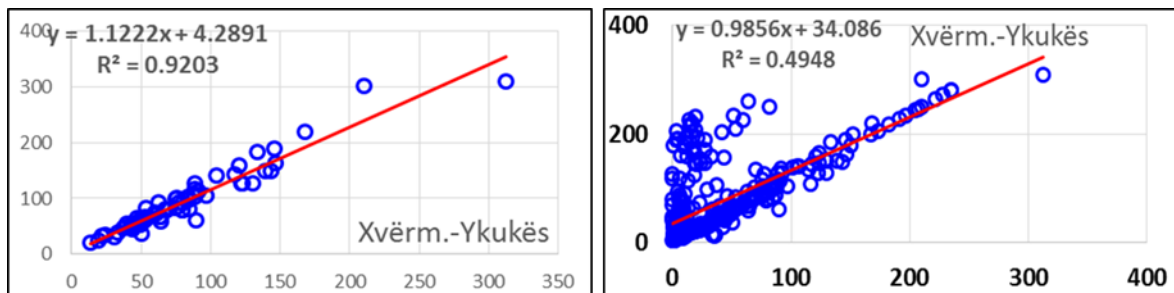 400
y = 1.1222x + 4.2891
R² = 0.9203
300
200
100
0
Xvërm.-Ykukës
0 50 100 150 200 250 300 350
400
y = 0.9856x + 34.086
Xvërm.-Ykukës
R² = 0.4948
200
0
0 100 200 300 400